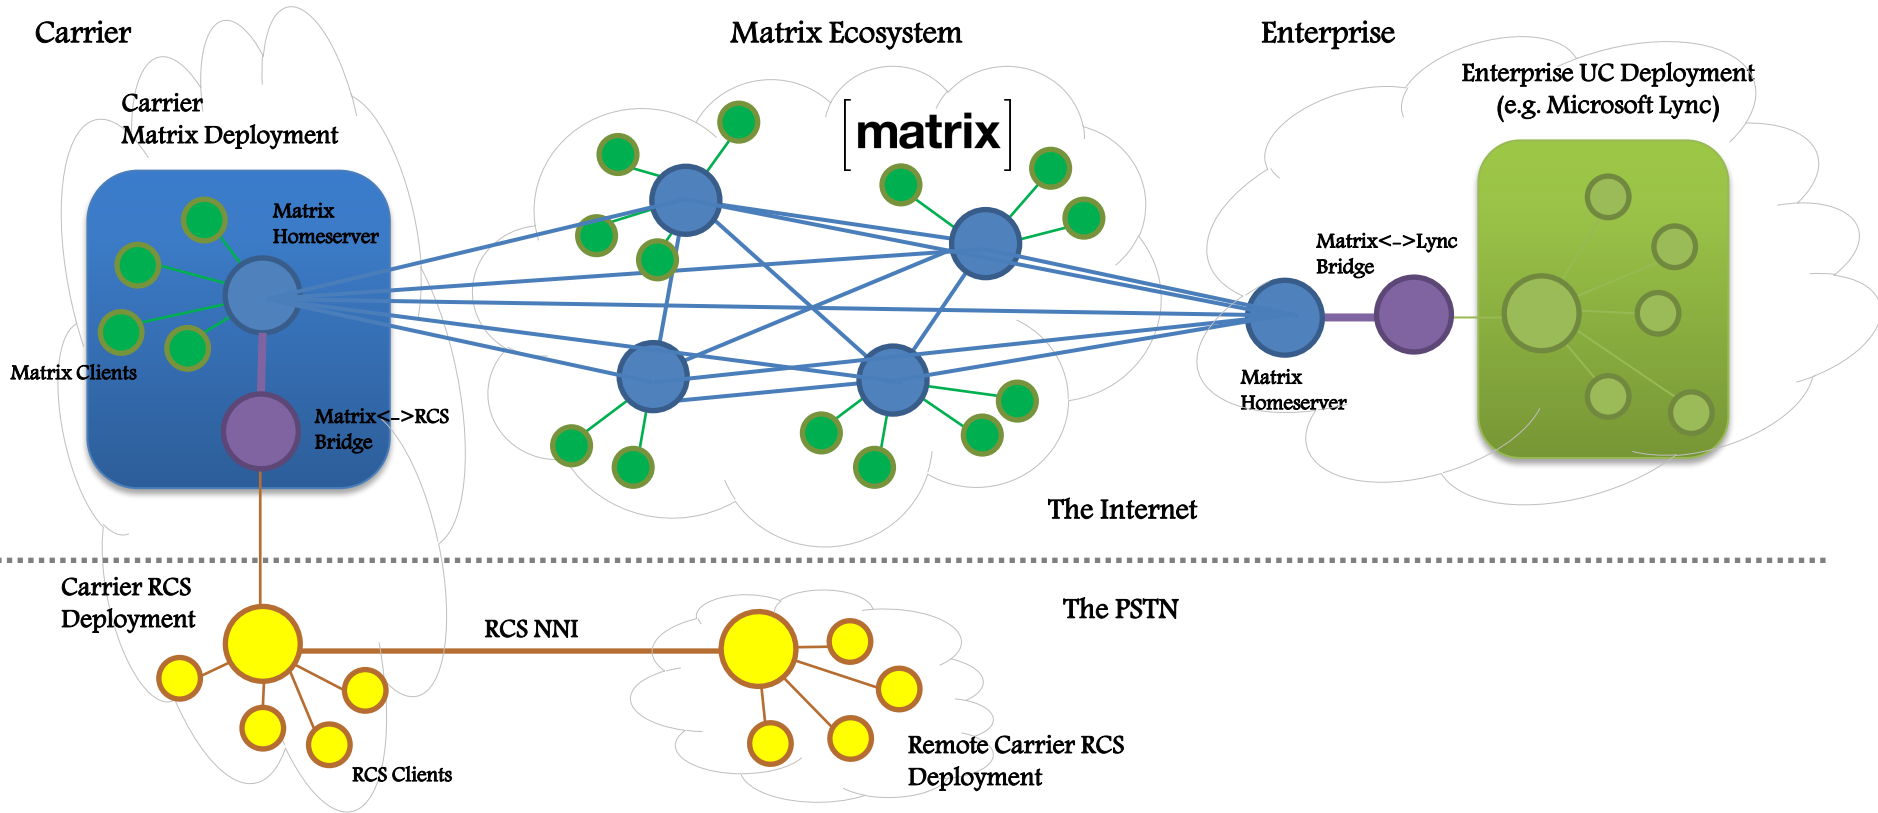 Carrier
Matrix Ecosystem
Enterprise
Carrier
Matrix Deployment
[matrix]
Enterprise UC Deployment
(e.g. Microsoft Lync)
Matrix
Homeserver
Matrix<->Lync
Bridge
Matrix Clients
Matrix<->RCS
Bridge
Matrix
Homeserver
The Internet
Carrier RCS
Deployment
The PSTN
RCS NNI
Remote Carrier RCS
Deployment
RCS Clients